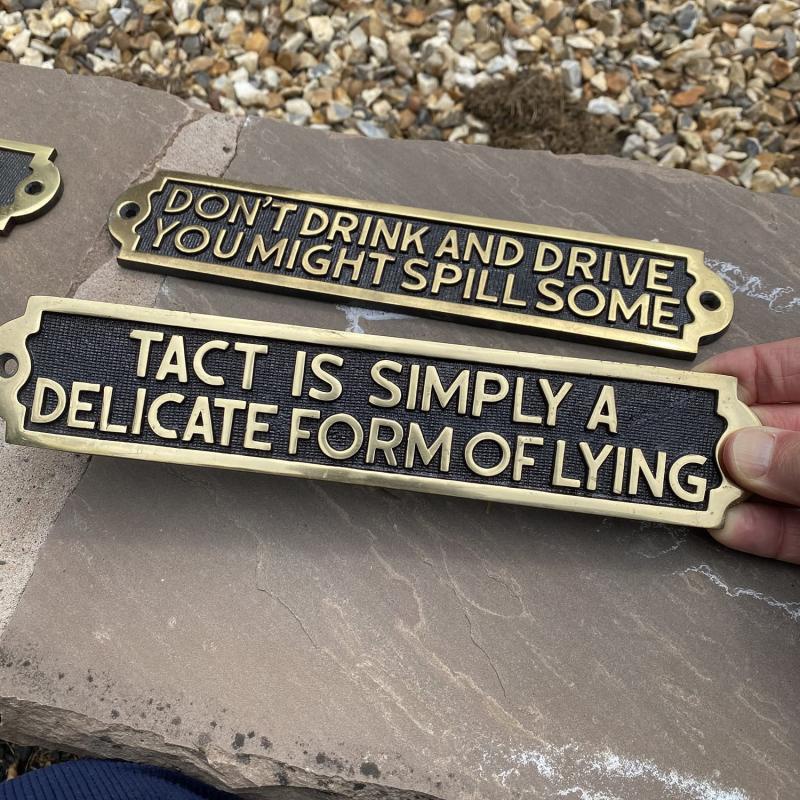 DON'T DRINK AND DRIVE
YOU MIGHT SPILL SOME
TACT IS SIMPLY A
DELICATE FORM OF LYING